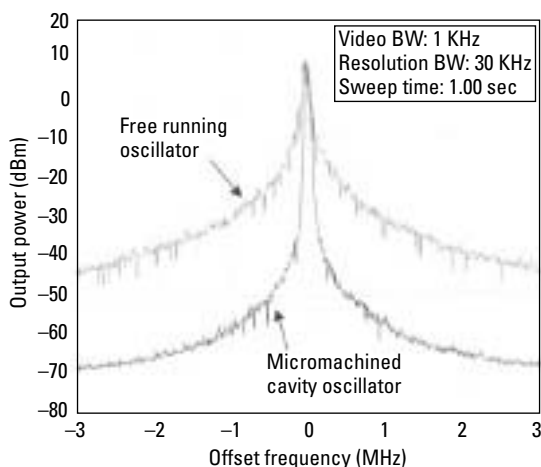 Video BW: 1 KHz
Resolution BW: 30 KHz
Sweep time: 1.00 sec
Free running
oscillator
Micromachined
cavity oscillator
Output power (dBm)
20
10
0
–10
–20
–30
–40
–50
–60
–70
–80
–3
–2
–1
0
1
2
3
Offset frequency (MHz)